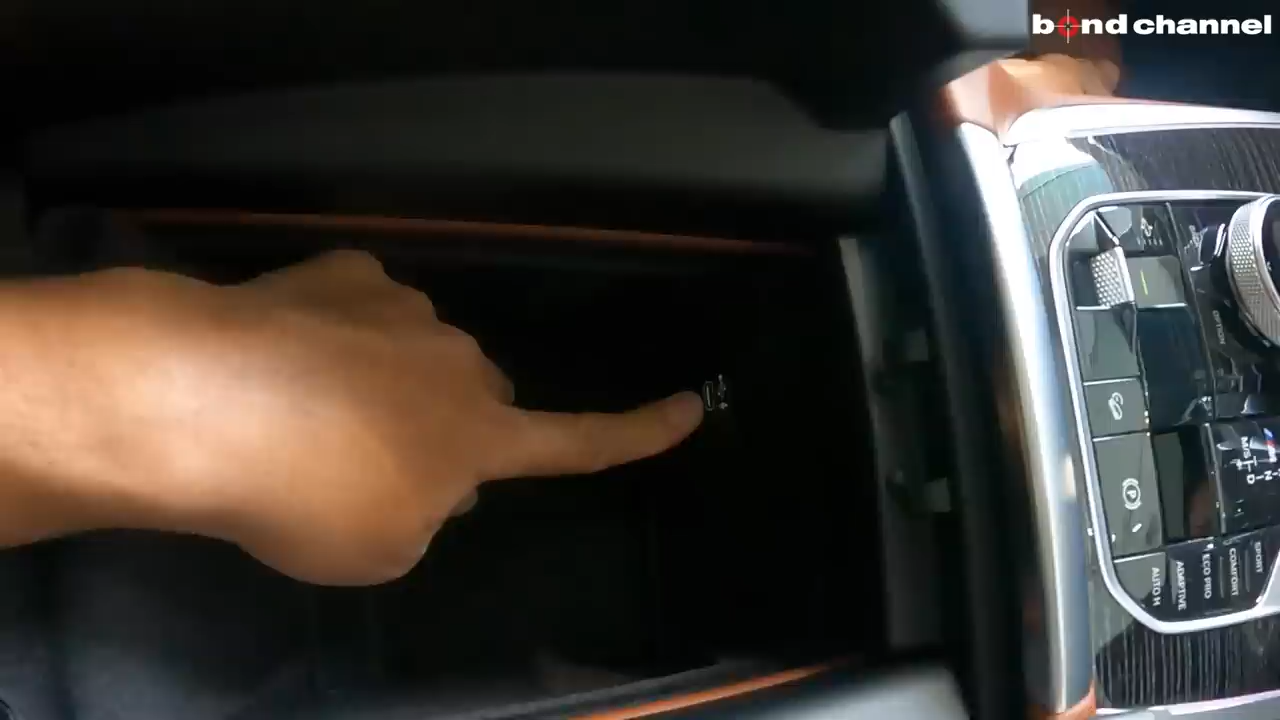 bond channel
OPTION
M/S
N
D
P
SPORT
COMFORT
ECO PRO
ADAPTIVE
AUTO H